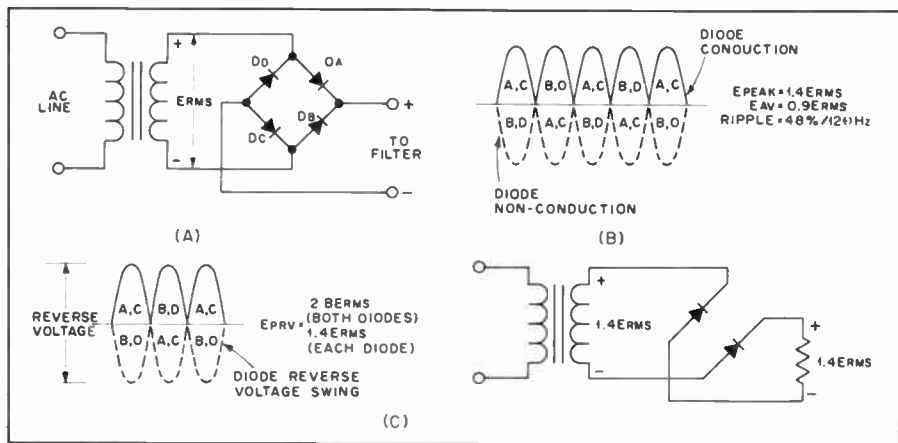 AC
LINE
+
ERMS
-
DD
OA
DC
DB
+
TO
FILTER
-
(A)
DIODE
CONDUCTION
A,C B,O A,C B,D A,C
B,D A,C B,D A,C B,O
EPEAK = 1.4ERMS
EAV = 0.9ERMS
RIPPLE = 48%/120Hz
DIODE
NON-CONDUCTION
(B)
REVERSE
VOLTAGE
A,C B,D A,C
B,O A,C B,O
EPRV =
2 8ERMS
(BOTH DIODES)
1.4ERMS
(EACH DIODE)
DIODE REVERSE
VOLTAGE SWING
(C)
+
1.4ERMS
-
+
1.4ERMS
-